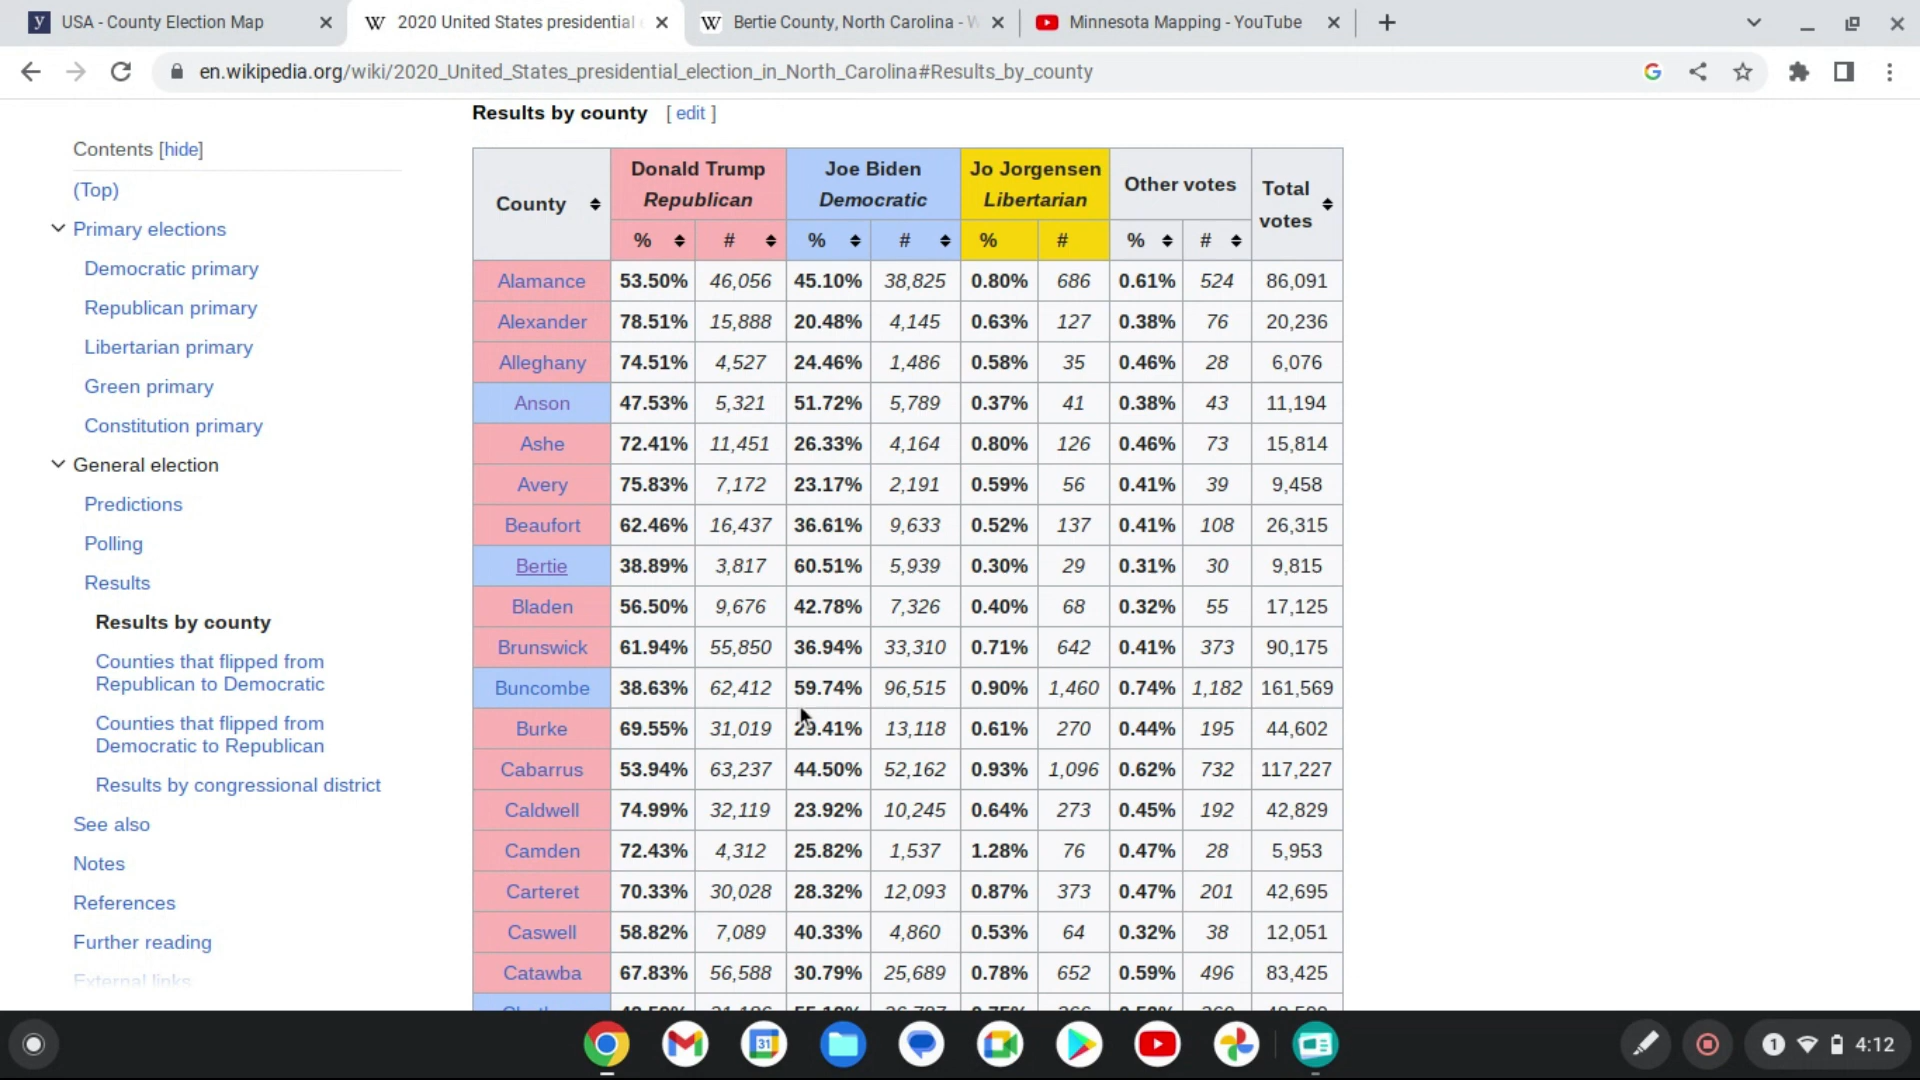 USA - County Election Map
2020 United States presidential
Bertie County, North Carolina - W
Minnesota Mapping - YouTube
en.wikipedia.org/wiki/2020_United_States_presidential_election_in_North_Carolina#Results_by_county
Contents [hide]
(Top)
Primary elections
Democratic primary
Republican primary
Libertarian primary
Green primary
Constitution primary
General election
Predictions
Polling
Results
Results by county
Counties that flipped from
Republican to Democratic
Counties that flipped from
Democratic to Republican
Results by congressional district
See also
Notes
References
Further reading
External links
Results by county [ edit ]
County Donald Trump Republican Joe Biden Democratic Jo Jorgensen Libertarian Other votes Total votes
% # % # % # % #
Alamance 53.50% 46,056 45.10% 38,825 0.80% 686 0.61% 524 86,091
Alexander 78.51% 15,888 20.48% 4,145 0.63% 127 0.38% 76 20,236
Alleghany 74.51% 4,527 24.46% 1,486 0.58% 35 0.46% 28 6,076
Anson 47.53% 5,321 51.72% 5,789 0.37% 41 0.38% 43 11,194
Ashe 72.41% 11,451 26.33% 4,164 0.80% 126 0.46% 73 15,814
Avery 75.83% 7,172 23.17% 2,191 0.59% 56 0.41% 39 9,458
Beaufort 62.46% 16,437 36.61% 9,633 0.52% 137 0.41% 108 26,315
Bertie 38.89% 3,817 60.51% 5,939 0.30% 29 0.31% 30 9,815
Bladen 56.50% 9,676 42.78% 7,326 0.40% 68 0.32% 55 17,125
Brunswick 61.94% 55,850 36.94% 33,310 0.71% 642 0.41% 373 90,175
Buncombe 38.63% 62,412 59.74% 96,515 0.90% 1,460 0.74% 1,182 161,569
Burke 69.55% 31,019 29.41% 13,118 0.61% 270 0.44% 195 44,602
Cabarrus 53.94% 63,237 44.50% 52,162 0.93% 1,096 0.62% 732 117,227
Caldwell 74.99% 32,119 23.92% 10,245 0.64% 273 0.45% 192 42,829
Camden 72.43% 4,312 25.82% 1,537 1.28% 76 0.47% 28 5,953
Carteret 70.33% 30,028 28.32% 12,093 0.87% 373 0.47% 201 42,695
Caswell 58.82% 7,089 40.33% 4,860 0.53% 64 0.32% 38 12,051
Catawba 67.83% 56,588 30.79% 25,689 0.78% 652 0.59% 496 83,425
31
1
4:12